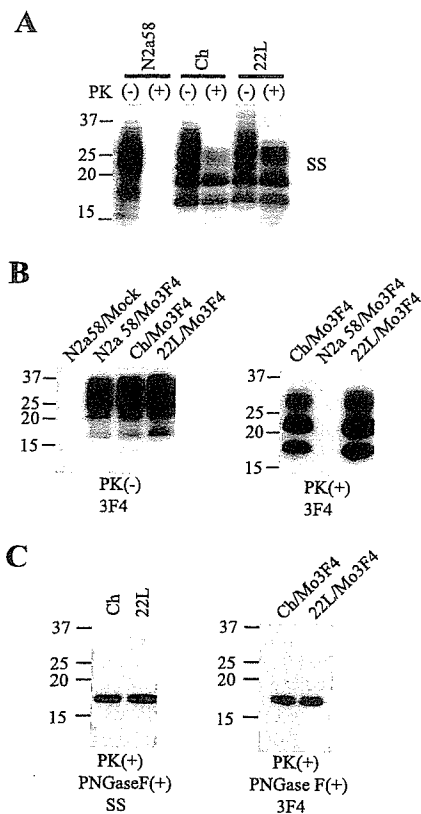 A
N2a58
Ch
22L
PK (-) (+) (-) (+) (-) (+)
37
25
20
15
SS
B
N2a58/Mock
N2a 58/Mo3F4
Ch/Mo3F4
22L/Mo3F4
37
25
20
15
PK(-)
3F4
Ch/Mo3F4
N2a 58/Mo3F4
22L/Mo3F4
37
25
20
15
PK(+)
3F4
C
Ch
22L
37
25
20
15
PK(+)
PNGaseF(+)
SS
Ch/Mo3F4
22L/Mo3F4
37
25
20
15
PK(+)
PNGase F(+)
3F4